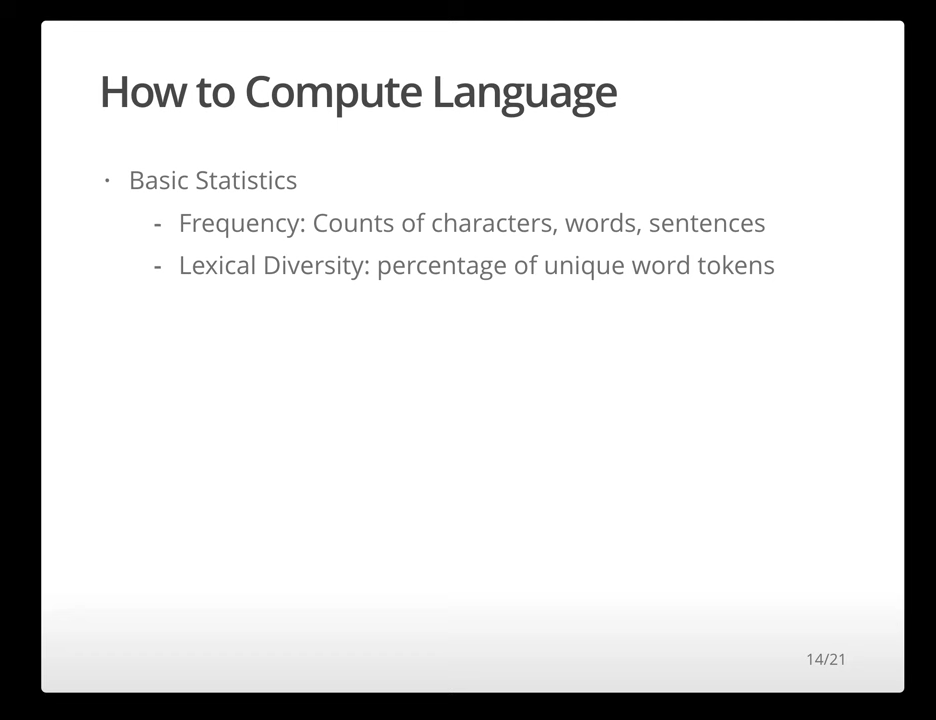 How to Compute Language
· Basic Statistics
- Frequency: Counts of characters, words, sentences
- Lexical Diversity: percentage of unique word tokens
14/21